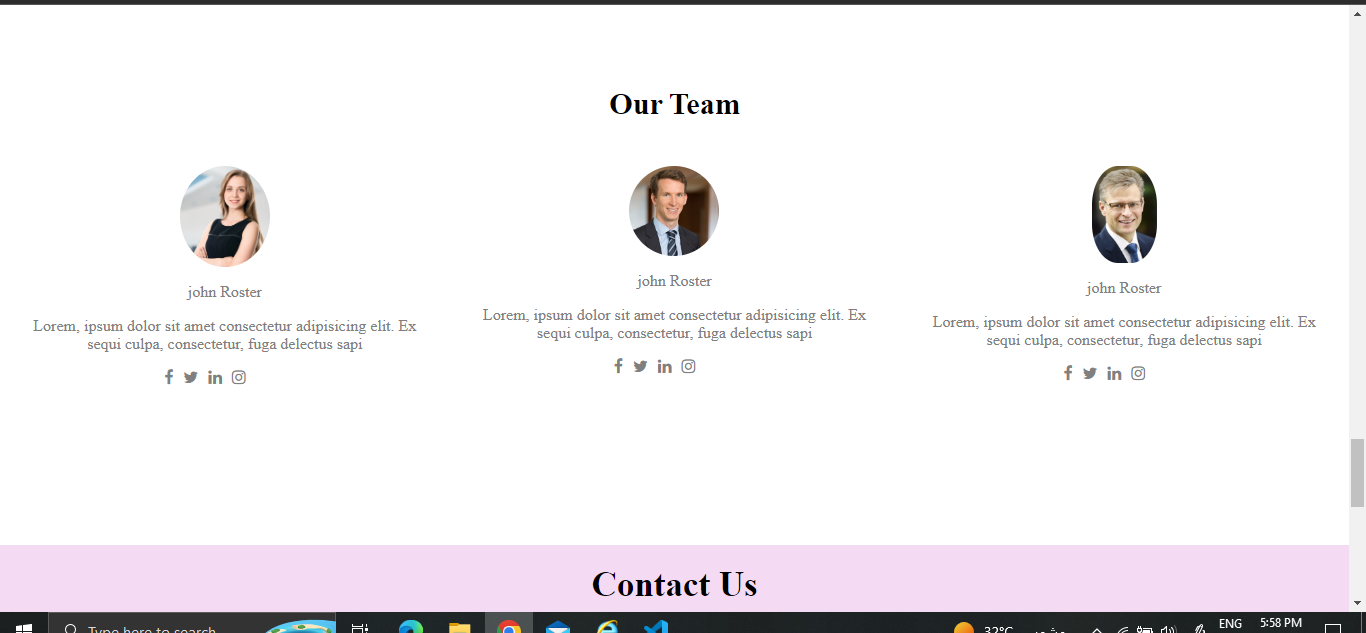 Our Team
john Roster
Lorem, ipsum dolor sit amet consectetur adipisicing elit. Ex
sequi culpa, consectetur, fuga delectus sapi
john Roster
Lorem, ipsum dolor sit amet consectetur adipisicing elit. Ex
sequi culpa, consectetur, fuga delectus sapi
john Roster
Lorem, ipsum dolor sit amet consectetur adipisicing elit. Ex
sequi culpa, consectetur, fuga delectus sapi
Contact Us
Type here to search
32°C
ENG
5:58 PM